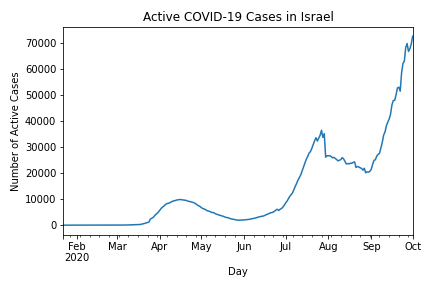 Active COVID-19 Cases in Israel
Number of Active Cases
70000
60000
50000
40000
30000
20000
10000
0
Feb Mar Apr May Jun Jul Aug Sep Oct
2020
Day